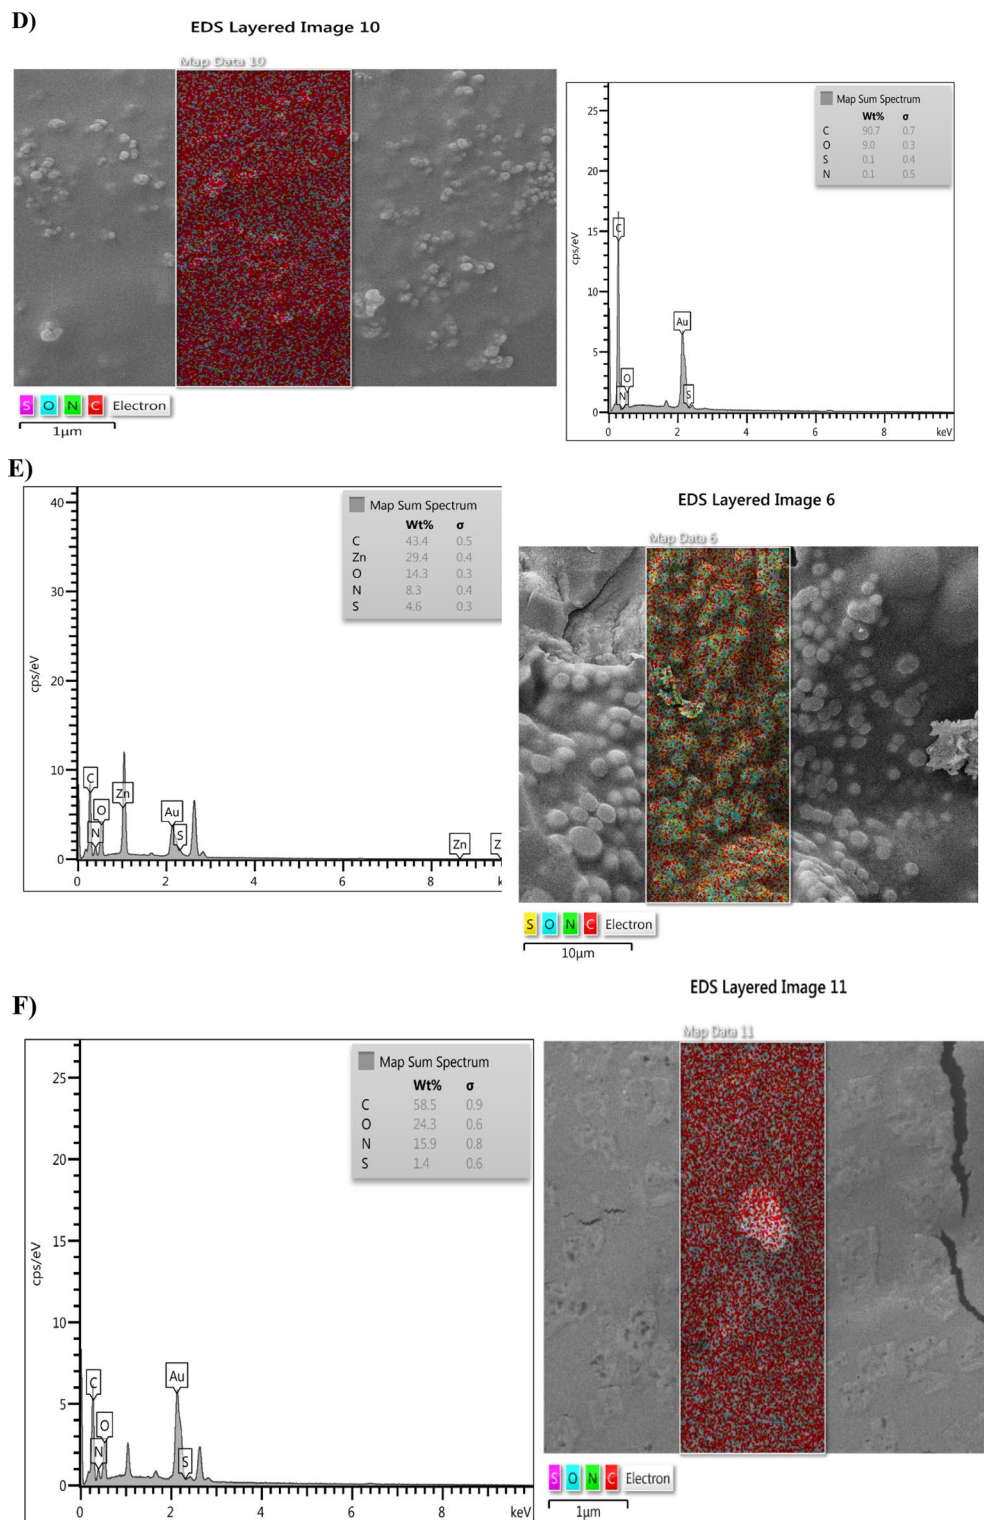 D)
EDS Layered Image 10
Map Data 10
S O N C Electron
1μm
Map Sum Spectrum
Wt% σ
C 90.7 0.7
O 9.0 0.3
S 0.1 0.4
N 0.1 0.5
25
20
15
10
5
0
cps/eV
C
O
N
Au
S
0 2 4 6 8 keV
E)
Map Sum Spectrum
Wt% σ
C 43.4 0.5
Zn 29.4 0.4
O 14.3 0.3
N 8.3 0.4
S 4.6 0.3
40
30
20
10
0
cps/eV
C
N
O
Zn
Au
S
Zn
Z
0 2 4 6 8 ke
EDS Layered Image 6
Map Data 6
S O N C Electron
10μm
F)
Map Sum Spectrum
Wt% σ
C 58.5 0.9
O 24.3 0.6
N 15.9 0.8
S 1.4 0.6
25
20
15
10
5
0
cps/eV
C
N
O
Au
S
0 2 4 6 8 keV
EDS Layered Image 11
Map Data 11
S O N C Electron
1μm